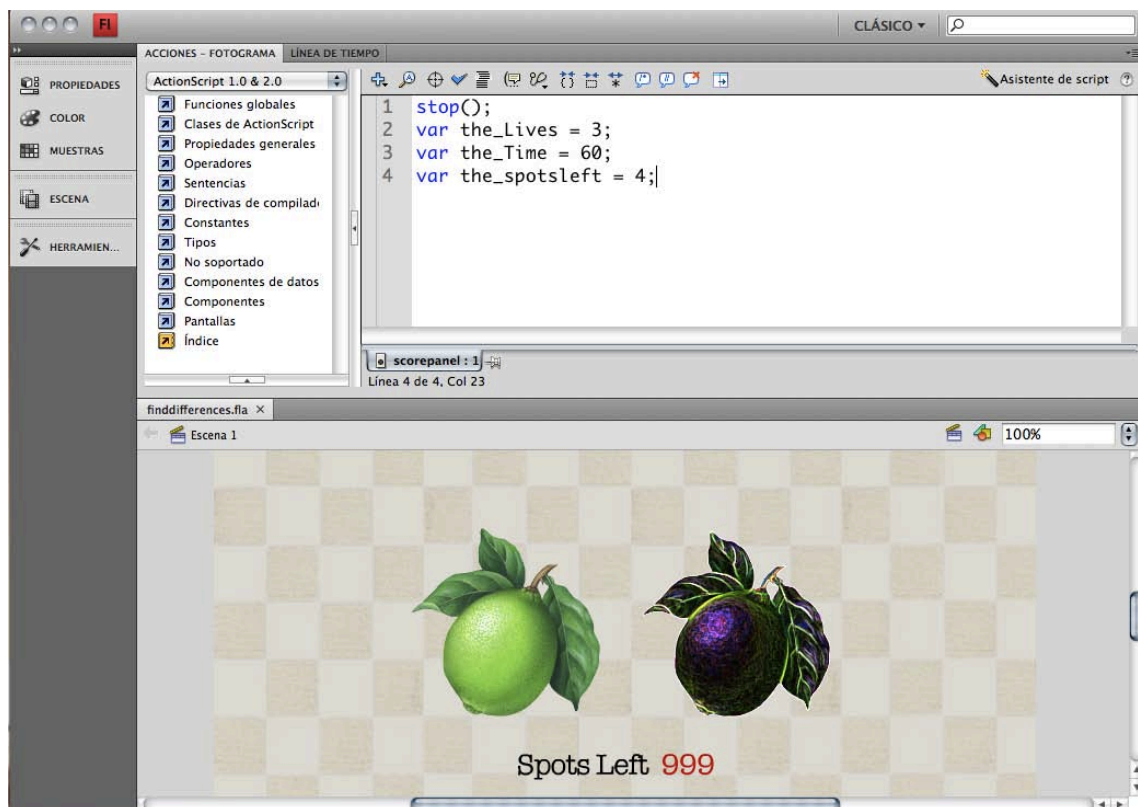 Fl
CLÁSICO
ACCIONES - FOTOGRAMA
LÍNEA DE TIEMPO
PROPIEDADES
COLOR
MUESTRAS
ESCENA
HERRAMIEN...
ActionScript 1.0 & 2.0
Funciones globales
Clases de ActionScript
Propiedades generales
Operadores
Sentencias
Directivas de compilad
Constantes
Tipos
No soportado
Componentes de datos
Componentes
Pantallas
Índice
Asistente de script
1 stop();
2 var the_Lives = 3;
3 var the_Time = 60;
4 var the_spotsleft = 4;
scorepanel : 1
Línea 4 de 4, Col 23
finddifferences.fla
Escena 1
100%
Spots Left 999